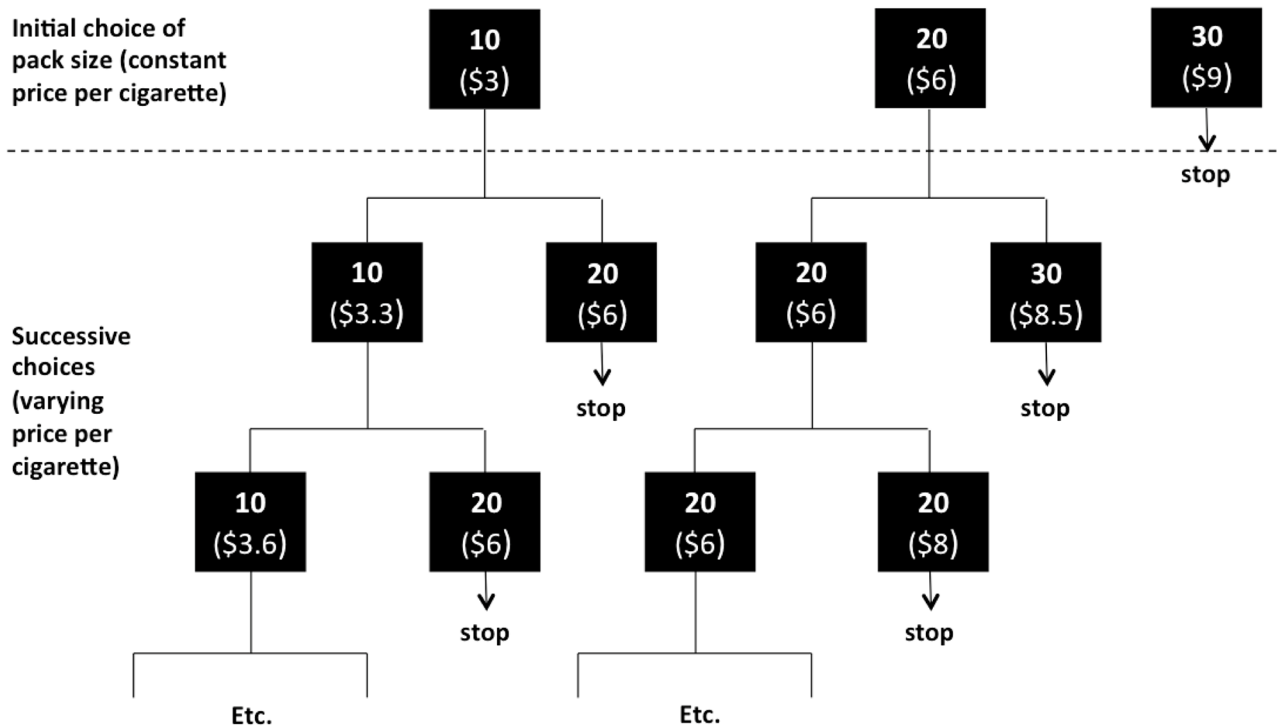 Initial choice of
pack size (constant
price per cigarette)
10
($3)
20
($6)
30
($9)
stop
10
($3.3)
20
($6)
20
($6)
30
($8.5)
Successive
choices
(varying
price per
cigarette)
stop
stop
10
($3.6)
20
($6)
20
($6)
20
($8)
stop
stop
Etc.
Etc.